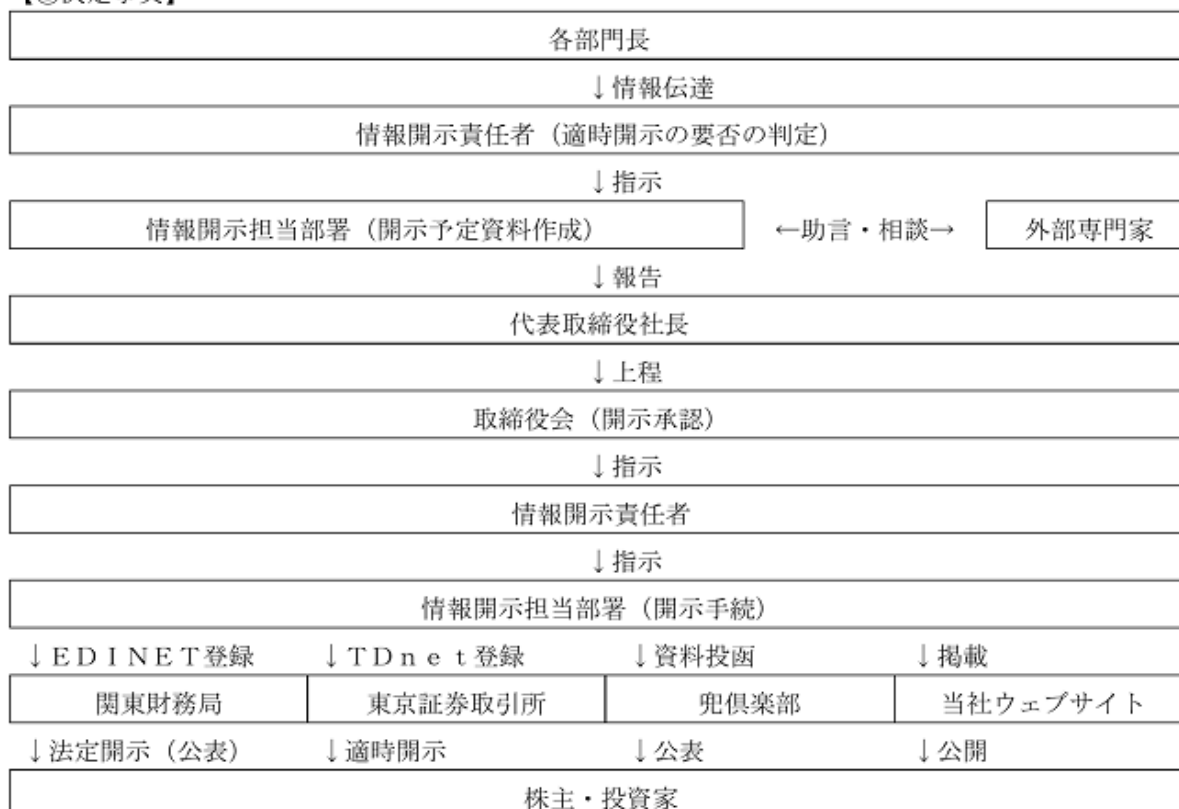 各部門長
↓情報伝達
情報開示責任者（適時開示の要否の判定）
↓指示
情報開示担当部署（開示予定資料作成） ←助言・相談→ 外部専門家
↓報告
代表取締役社長
↓上程
取締役会（開示承認）
↓指示
情報開示責任者
↓指示
情報開示担当部署（開示手続）
↓ＥＤＩＮＥＴ登録 ↓ＴＤｎｅｔ登録 ↓資料投函 ↓掲載
関東財務局 東京証券取引所 兜倶楽部 当社ウェブサイト
↓法定開示（公表） ↓適時開示 ↓公表 ↓公開
株主・投資家